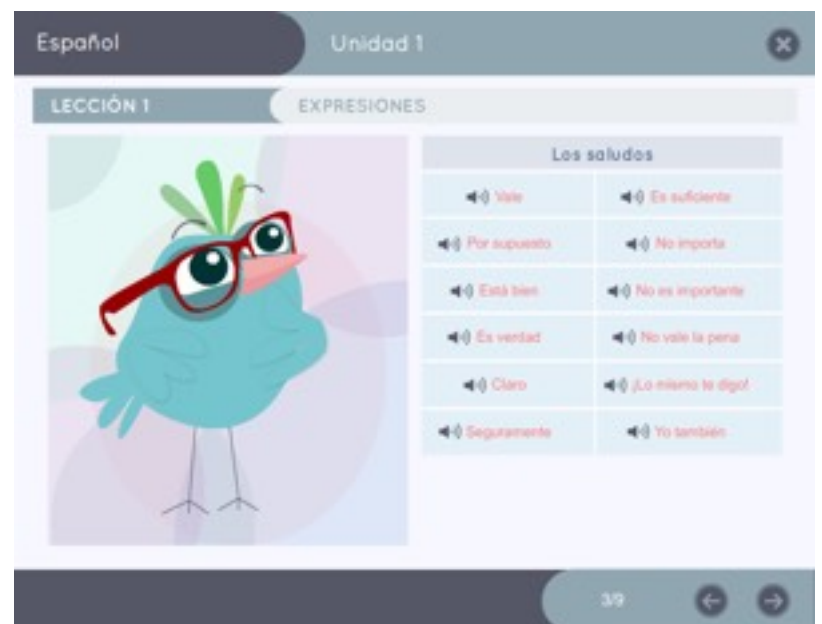 Español
Unidad 1
LECCIÓN 1
EXPRESIONES
Los saludos
Vale
Es suficiente
Por supuesto
No importa
Está bien
No es importante
Es verdad
No vale la pena
Claro
¡Lo mismo te digo!
Seguramente
Yo también
3/9